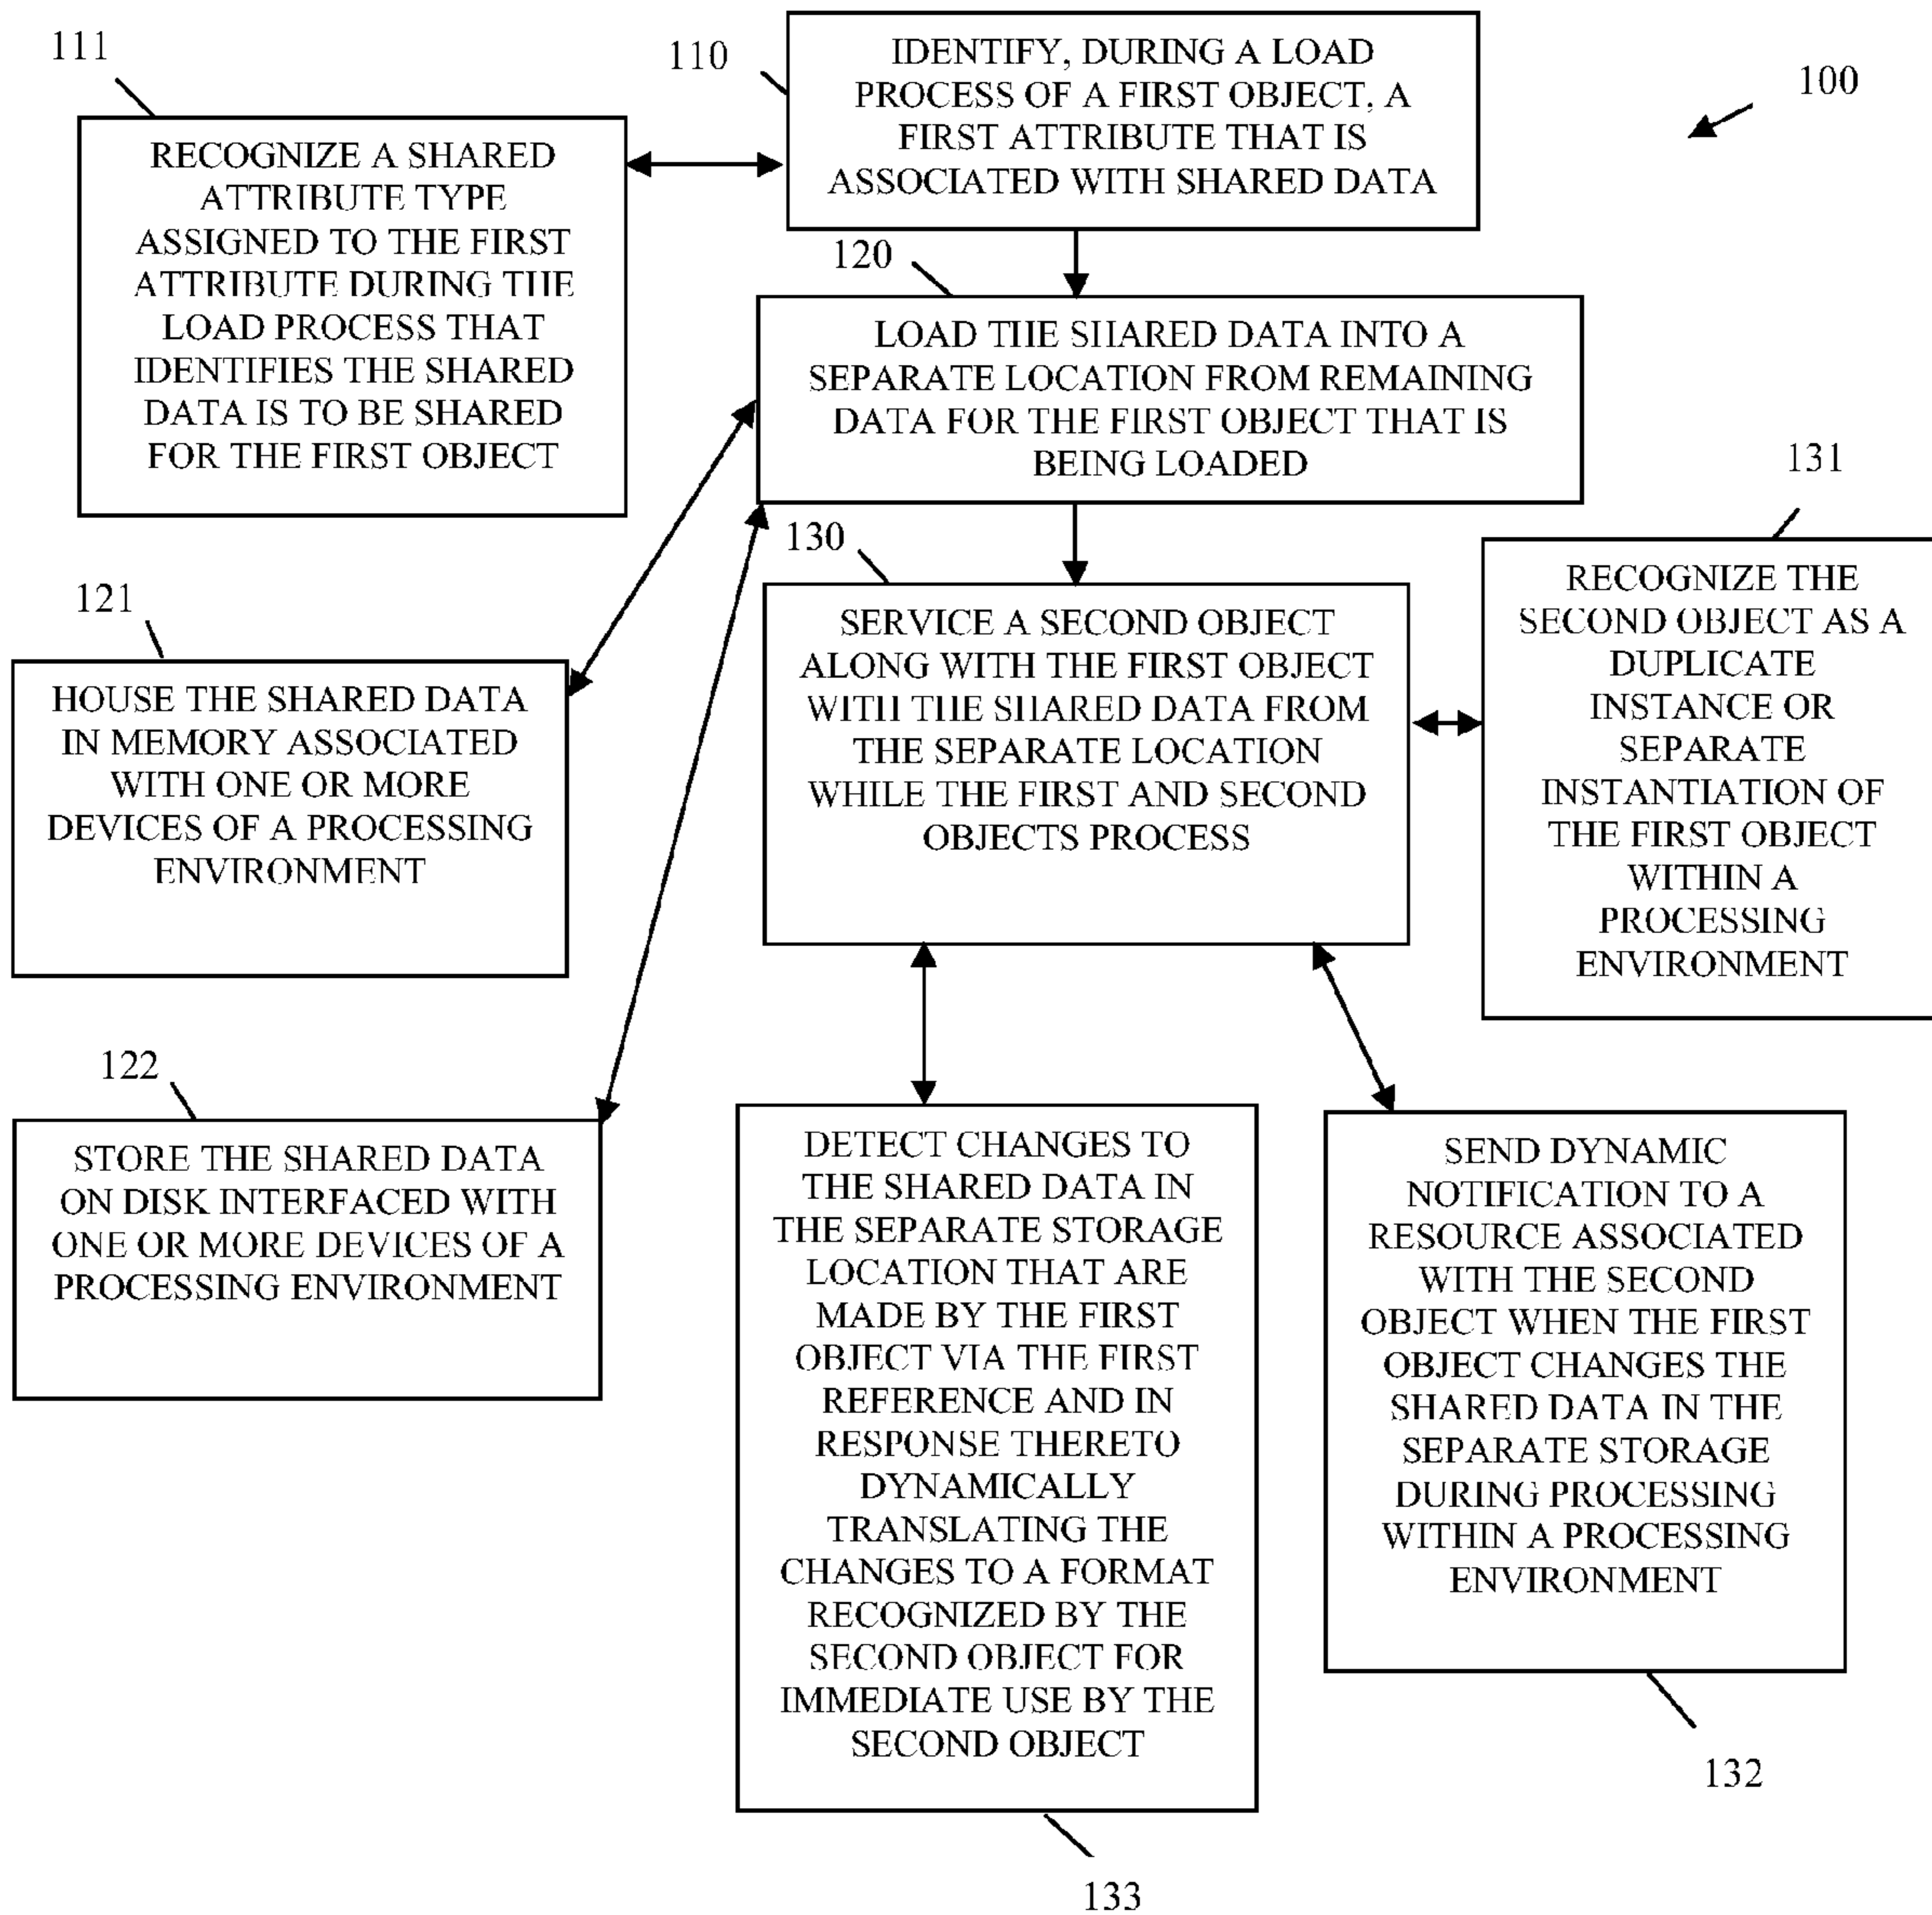 111
110
IDENTIFY, DURING A LOAD
PROCESS OF A FIRST OBJECT, A
FIRST ATTRIBUTE THAT IS
ASSOCIATED WITH SHARED DATA
100
RECOGNIZE A SHARED
ATTRIBUTE TYPE
ASSIGNED TO THE FIRST
ATTRIBUTE DURING THE
LOAD PROCESS THAT
IDENTIFIES THE SHARED
DATA IS TO BE SHARED
FOR THE FIRST OBJECT
120
LOAD THE SHARED DATA INTO A
SEPARATE LOCATION FROM REMAINING
DATA FOR THE FIRST OBJECT THAT IS
BEING LOADED
121
HOUSE THE SHARED DATA
IN MEMORY ASSOCIATED
WITH ONE OR MORE
DEVICES OF A PROCESSING
ENVIRONMENT
130
SERVICE A SECOND OBJECT
ALONG WITH THE FIRST OBJECT
WITH THE SHARED DATA FROM
THE SEPARATE LOCATION
WHILE THE FIRST AND SECOND
OBJECTS PROCESS
131
RECOGNIZE THE
SECOND OBJECT AS A
DUPLICATE
INSTANCE OR
SEPARATE
INSTANTIATION OF
THE FIRST OBJECT
WITHIN A
PROCESSING
ENVIRONMENT
122
STORE THE SHARED DATA
ON DISK INTERFACED WITH
ONE OR MORE DEVICES OF A
PROCESSING ENVIRONMENT
DETECT CHANGES TO
THE SHARED DATA IN
THE SEPARATE STORAGE
LOCATION THAT ARE
MADE BY THE FIRST
OBJECT VIA THE FIRST
REFERENCE AND IN
RESPONSE THERETO
DYNAMICALLY
TRANSLATING THE
CHANGES TO A FORMAT
RECOGNIZED BY THE
SECOND OBJECT FOR
IMMEDIATE USE BY THE
SECOND OBJECT
133
SEND DYNAMIC
NOTIFICATION TO A
RESOURCE ASSOCIATED
WITH THE SECOND
OBJECT WHEN THE FIRST
OBJECT CHANGES THE
SHARED DATA IN THE
SEPARATE STORAGE
DURING PROCESSING
WITHIN A PROCESSING
ENVIRONMENT
132